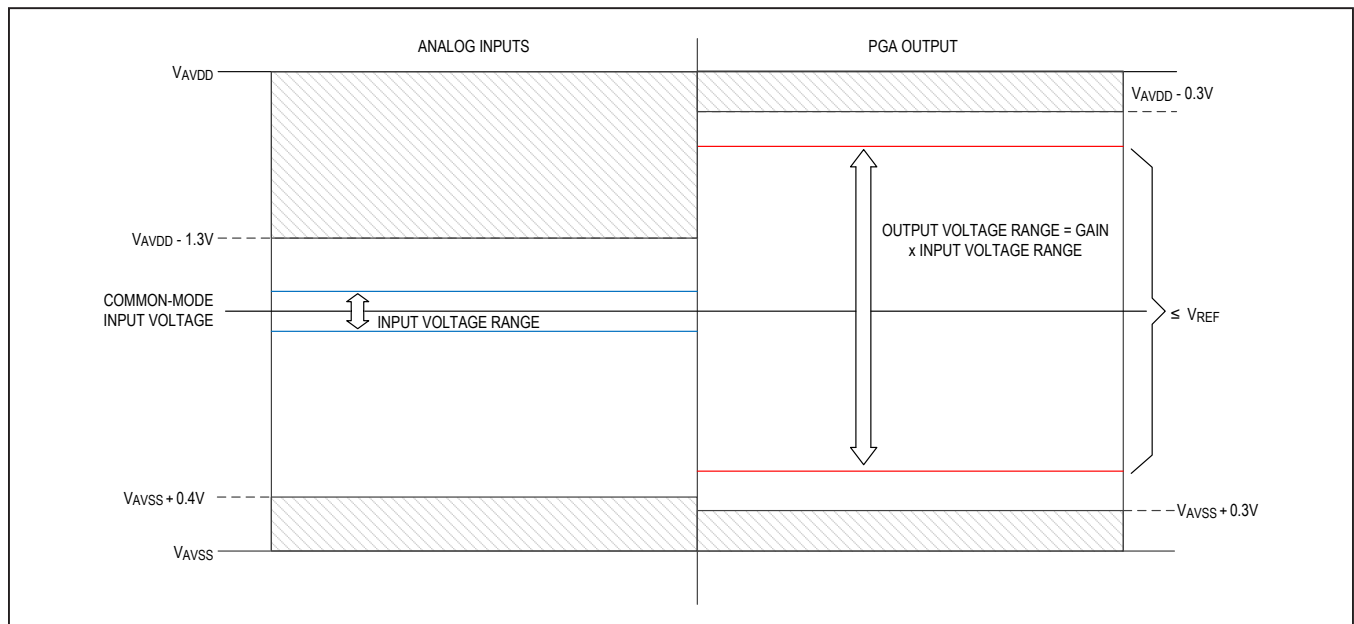 ANALOG INPUTS
PGA OUTPUT
VAVDD
VAVDD - 0.3V
VAVDD - 1.3V
OUTPUT VOLTAGE RANGE = GAIN
x INPUT VOLTAGE RANGE
COMMON-MODE
INPUT VOLTAGE
INPUT VOLTAGE RANGE
≤ VREF
VAVSS + 0.4V
VAVSS + 0.3V
VAVSS